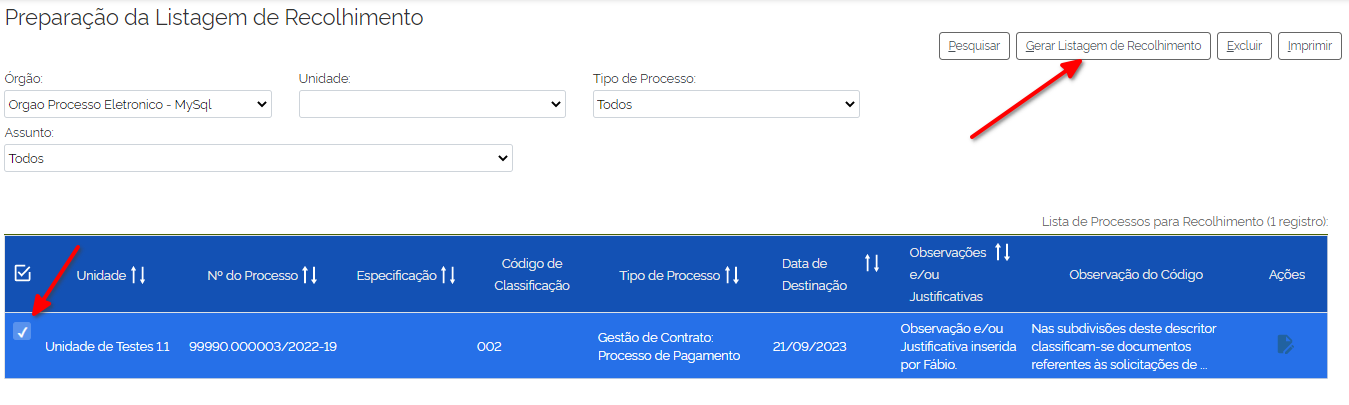 Preparação da Listagem de Recolhimento
Pesquisar
Gerar Listagem de Recolhimento
Excluir
Imprimir
Órgão:
Unidade:
Tipo de Processo:
Orgao Processo Eletronico - MySql
Todos
Assunto:
Todos
Lista de Processos para Recolhimento (1 registro):
Unidade
Nº do Processo
Especificação
Código de
Classificação
Tipo de Processo
Data de
Destinação
Observações
e/ou
Justificativas
Observação do Código
Ações
Unidade de Testes 1.1
99990.000003/2022-19
002
Gestão de Contrato:
Processo de Pagamento
21/09/2023
Observação e/ou
Justificativa inserida
por Fábio.
Nas subdivisões deste descritor
classificam-se documentos
referentes às solicitações de ...